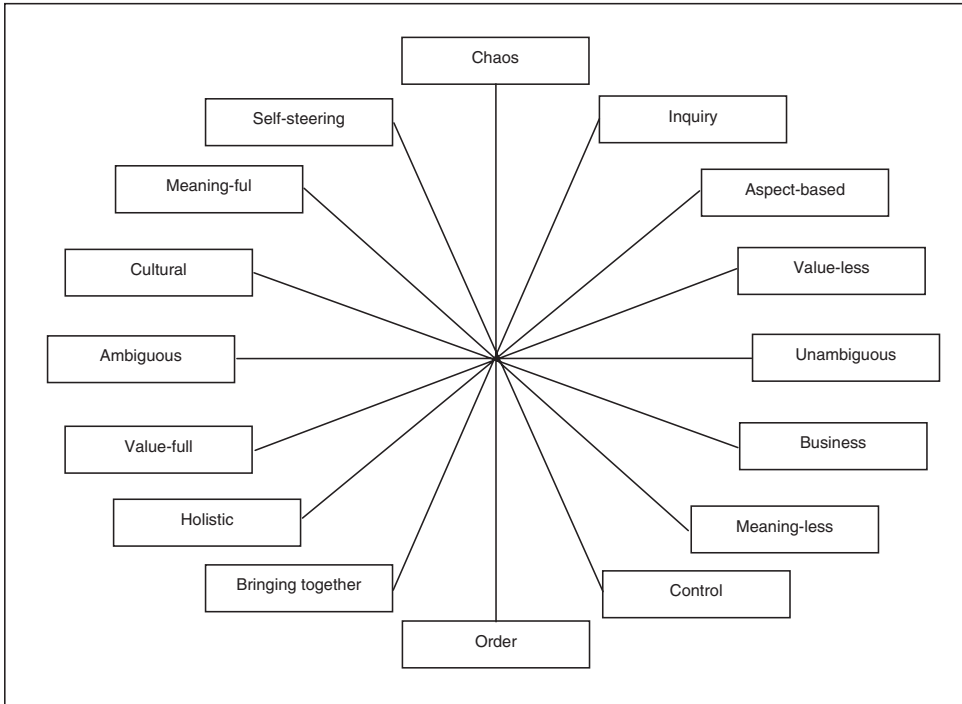 Chaos
Self-steering
Inquiry
Meaning-ful
Aspect-based
Cultural
Value-less
Ambiguous
Unambiguous
Value-full
Business
Holistic
Meaning-less
Bringing together
Control
Order